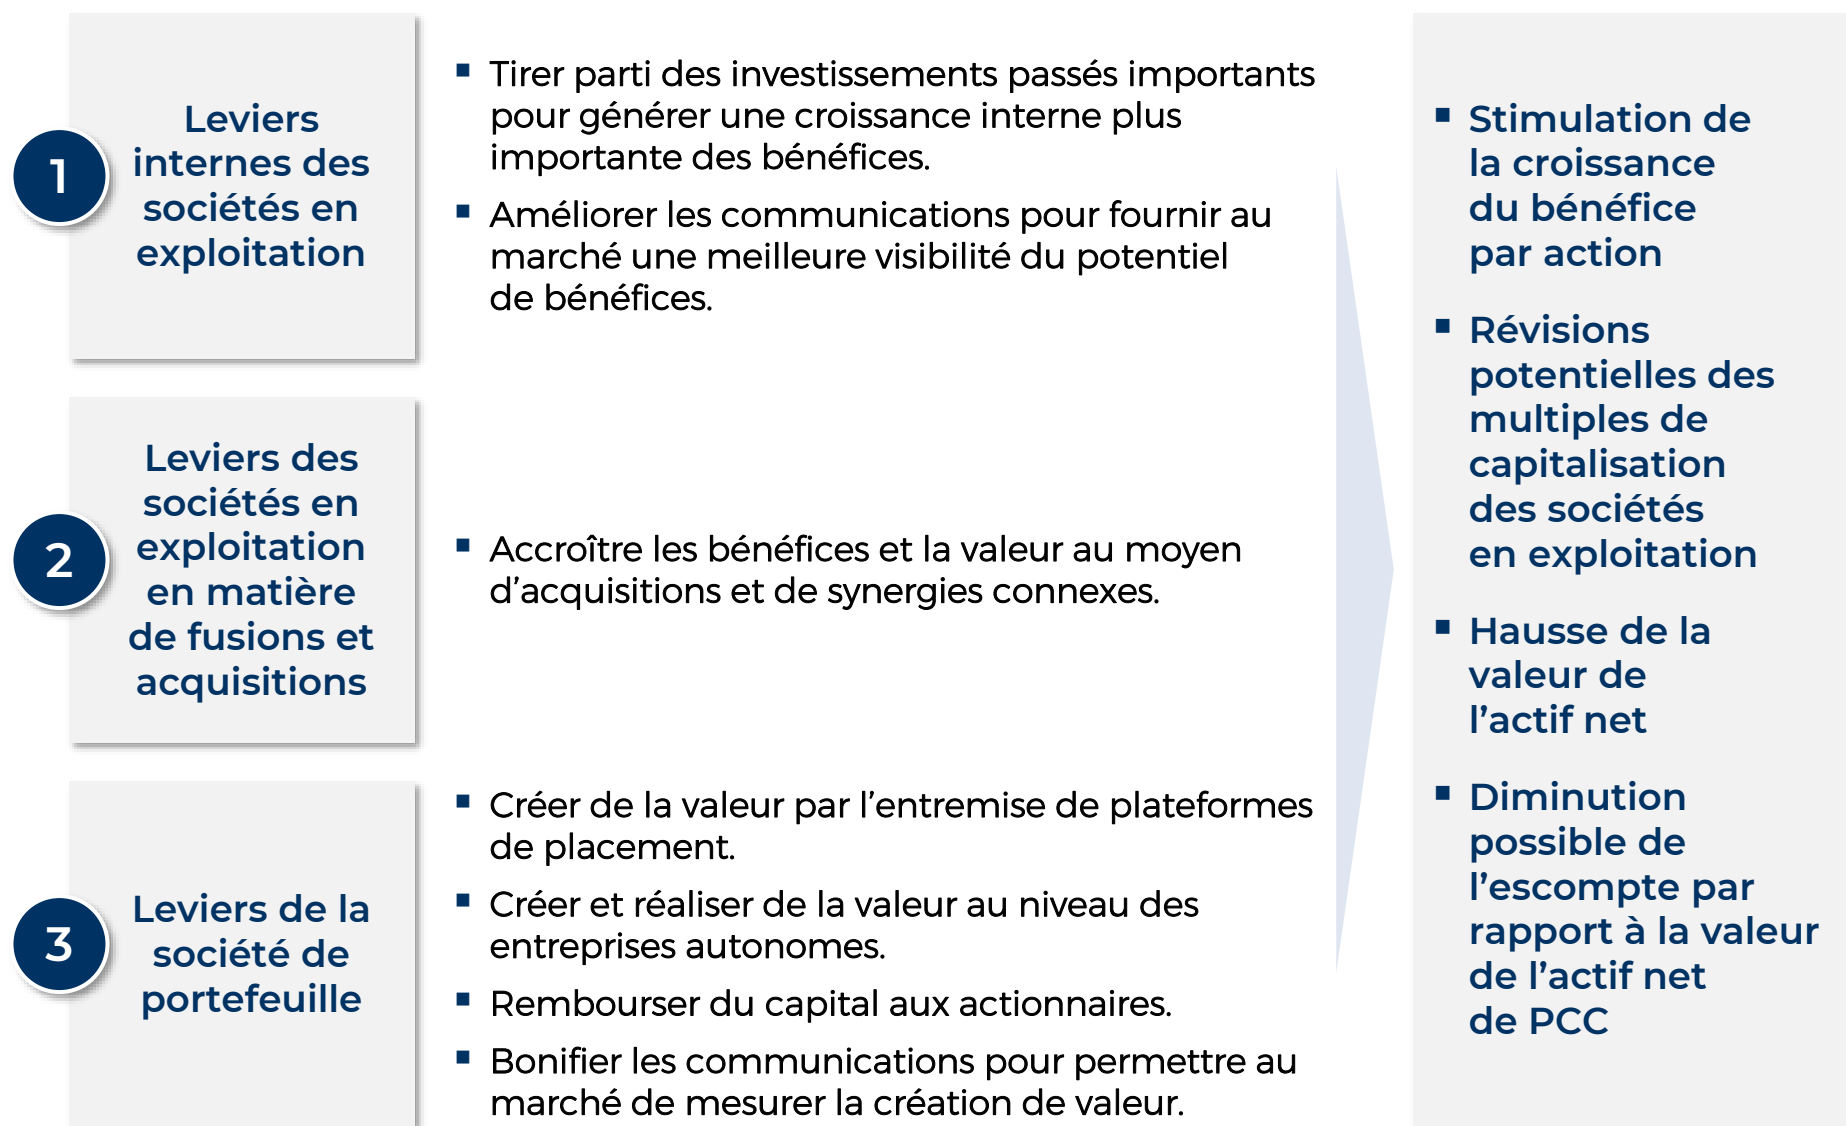 1
Leviers
internes des
sociétés en
exploitation
▪ Tirer parti des investissements passés importants
pour générer une croissance interne plus
importante des bénéfices.
▪ Améliorer les communications pour fournir au
marché une meilleure visibilité du potentiel
de bénéfices.
2
Leviers des
sociétés en
exploitation
en matière
de fusions et
acquisitions
▪ Accroître les bénéfices et la valeur au moyen
d’acquisitions et de synergies connexes.
3
Leviers de la
société de
portefeuille
▪ Créer de la valeur par l’entremise de plateformes
de placement.
▪ Créer et réaliser de la valeur au niveau des
entreprises autonomes.
▪ Rembourser du capital aux actionnaires.
▪ Bonifier les communications pour permettre au
marché de mesurer la création de valeur.
▪ Stimulation de
la croissance
du bénéfice
par action
▪ Révisions
potentielles des
multiples de
capitalisation
des sociétés
en exploitation
▪ Hausse de la
valeur de
l’actif net
▪ Diminution
possible de
l’escompte par
rapport à la valeur
de l’actif net
de PCC